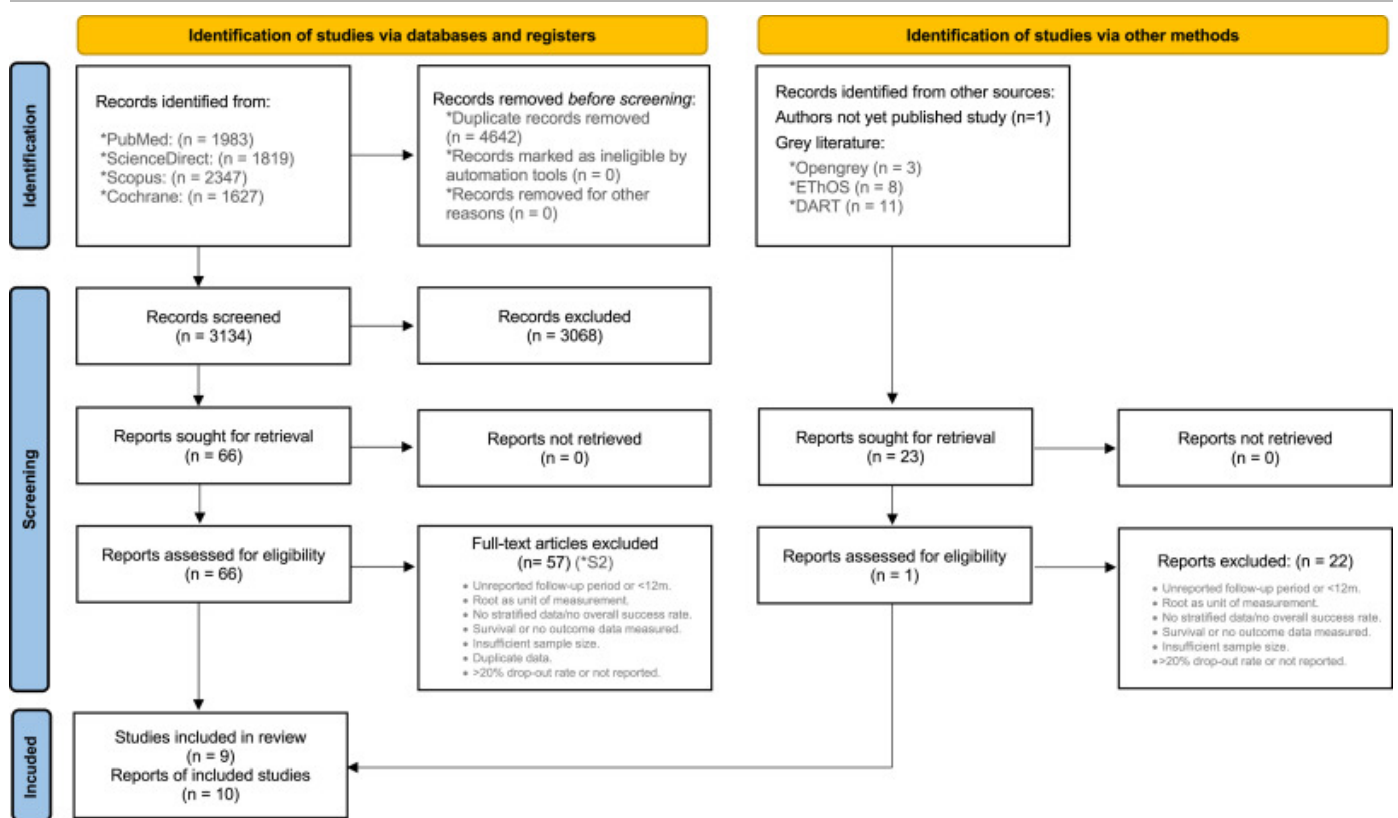 Identification of studies via databases and registers
Identification of studies via other methods
Identification
Records identified from:
*PubMed: (n = 1983)
*ScienceDirect: (n = 1819)
*Scopus: (n = 2347)
*Cochrane: (n = 1627)
Records removed before screening:
*Duplicate records removed
(n = 4642)
*Records marked as ineligible by
automation tools (n = 0)
*Records removed for other
reasons (n = 0)
Records identified from other sources:
Authors not yet published study (n=1)
Grey literature:
*Opengrey (n = 3)
*EThOS (n = 8)
*DART (n = 11)
Screening
Records screened
(n = 3134)
Records excluded
(n = 3068)
Reports sought for retrieval
(n = 66)
Reports not retrieved
(n = 0)
Reports sought for retrieval
(n = 23)
Reports not retrieved
(n = 0)
Reports assessed for eligibility
(n = 66)
Full-text articles excluded
(n= 57) (*S2)
• Unreported follow-up period or <12m.
• Root as unit of measurement.
• No stratified data/no overall success rate.
• Survival or no outcome data measured.
• Insufficient sample size.
• Duplicate data.
• >20% drop-out rate or not reported.
Reports assessed for eligibility
(n = 1)
Reports excluded: (n = 22)
• Unreported follow-up period or <12m.
• Root as unit of measurement.
• No stratified data/no overall success rate.
• Survival or no outcome data measured.
• Insufficient sample size.
•>20% drop-out rate or not reported.
Incuded
Studies included in review
(n = 9)
Reports of included studies
(n = 10)